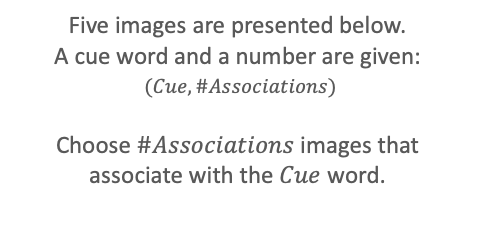 Five images are presented below.
A cue word and a number are given:
(Cue, #Associations)
Choose #Associations images that
associate with the Cue word.